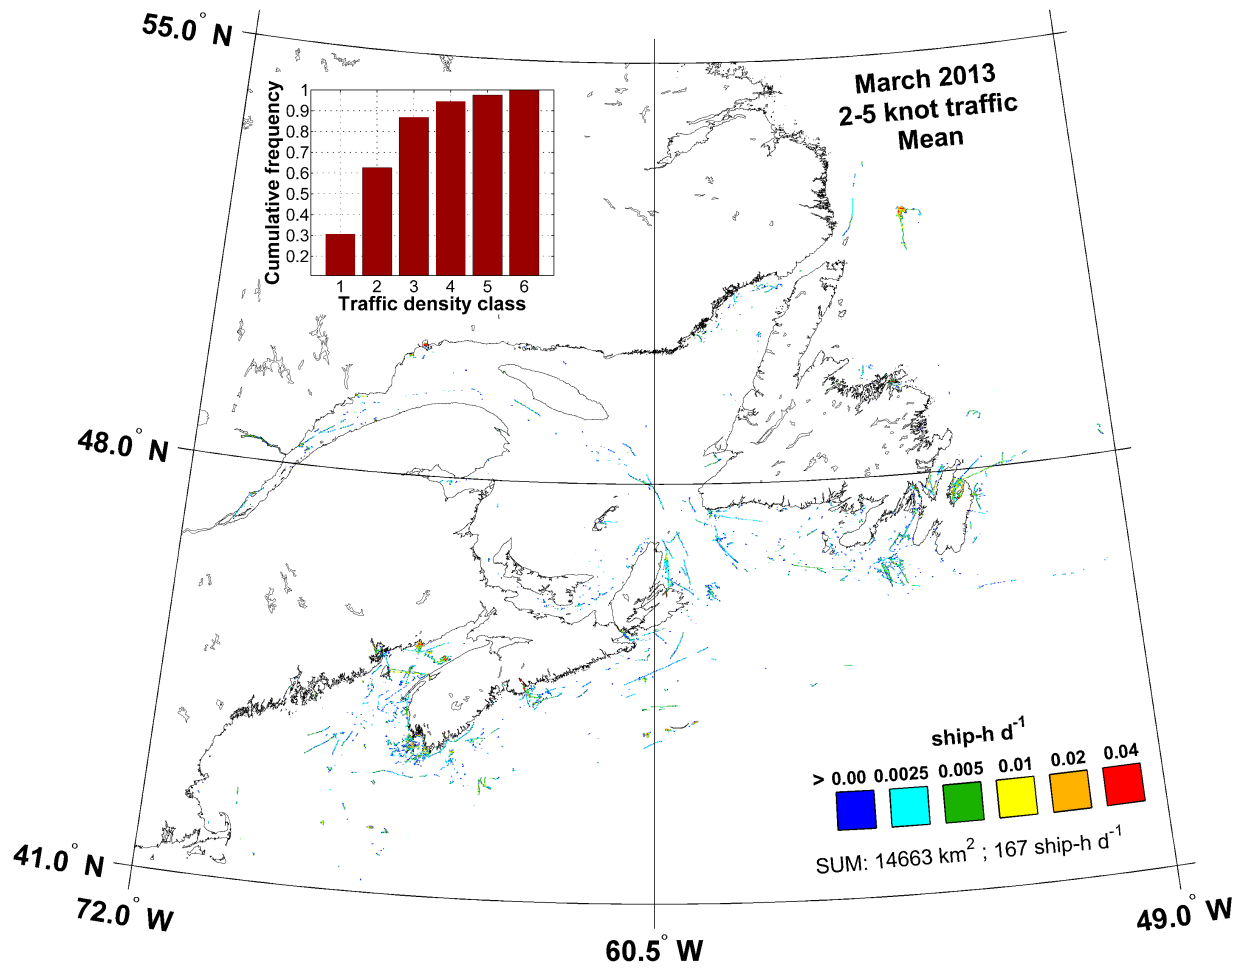 55.0° N
March 2013
2-5 knot traffic
Mean
Cumulative frequency
1
0.9
0.8
0.7
0.6
0.5
0.4
0.3
0.2
1 2 3 4 5 6
Traffic density class
48.0° N
ship-h d-1
> 0.00 0.0025 0.005 0.01 0.02 0.04
SUM: 14663 km2 ; 167 ship-h d-1
41.0° N
72.0° W
60.5° W
49.0° W